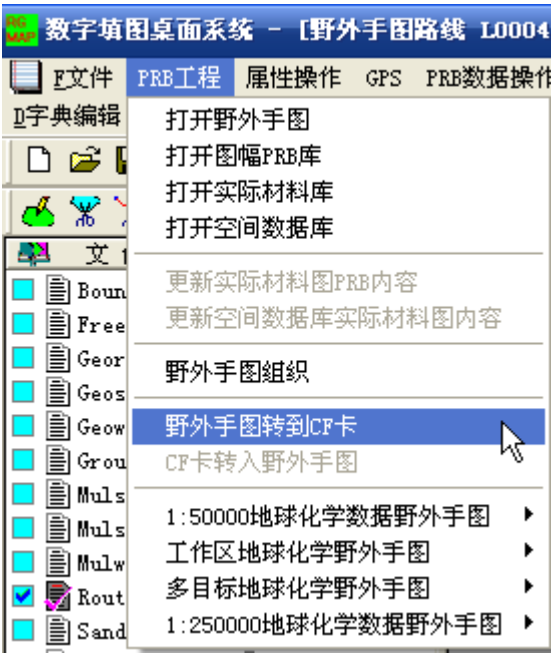 RG
MAP
数字填图桌面系统 - [野外手图路线 L0004
F文件 PRB工程 属性操作 GPS PRB数据操作
D字典编辑
打开野外手图
打开图幅PRB库
打开实际材料库
打开空间数据库
文
更新实际材料图PRB内容
Boun
更新空间数据库实际材料图内容
Free
Geor
野外手图组织
Geos
Geow
野外手图转到CF卡
Grou
CF卡转入野外手图
Muls
1:50000地球化学数据野外手图
Muls
工作区地球化学野外手图
Mulw
多目标地球化学野外手图
Rout
1:250000地球化学数据野外手图
Sand